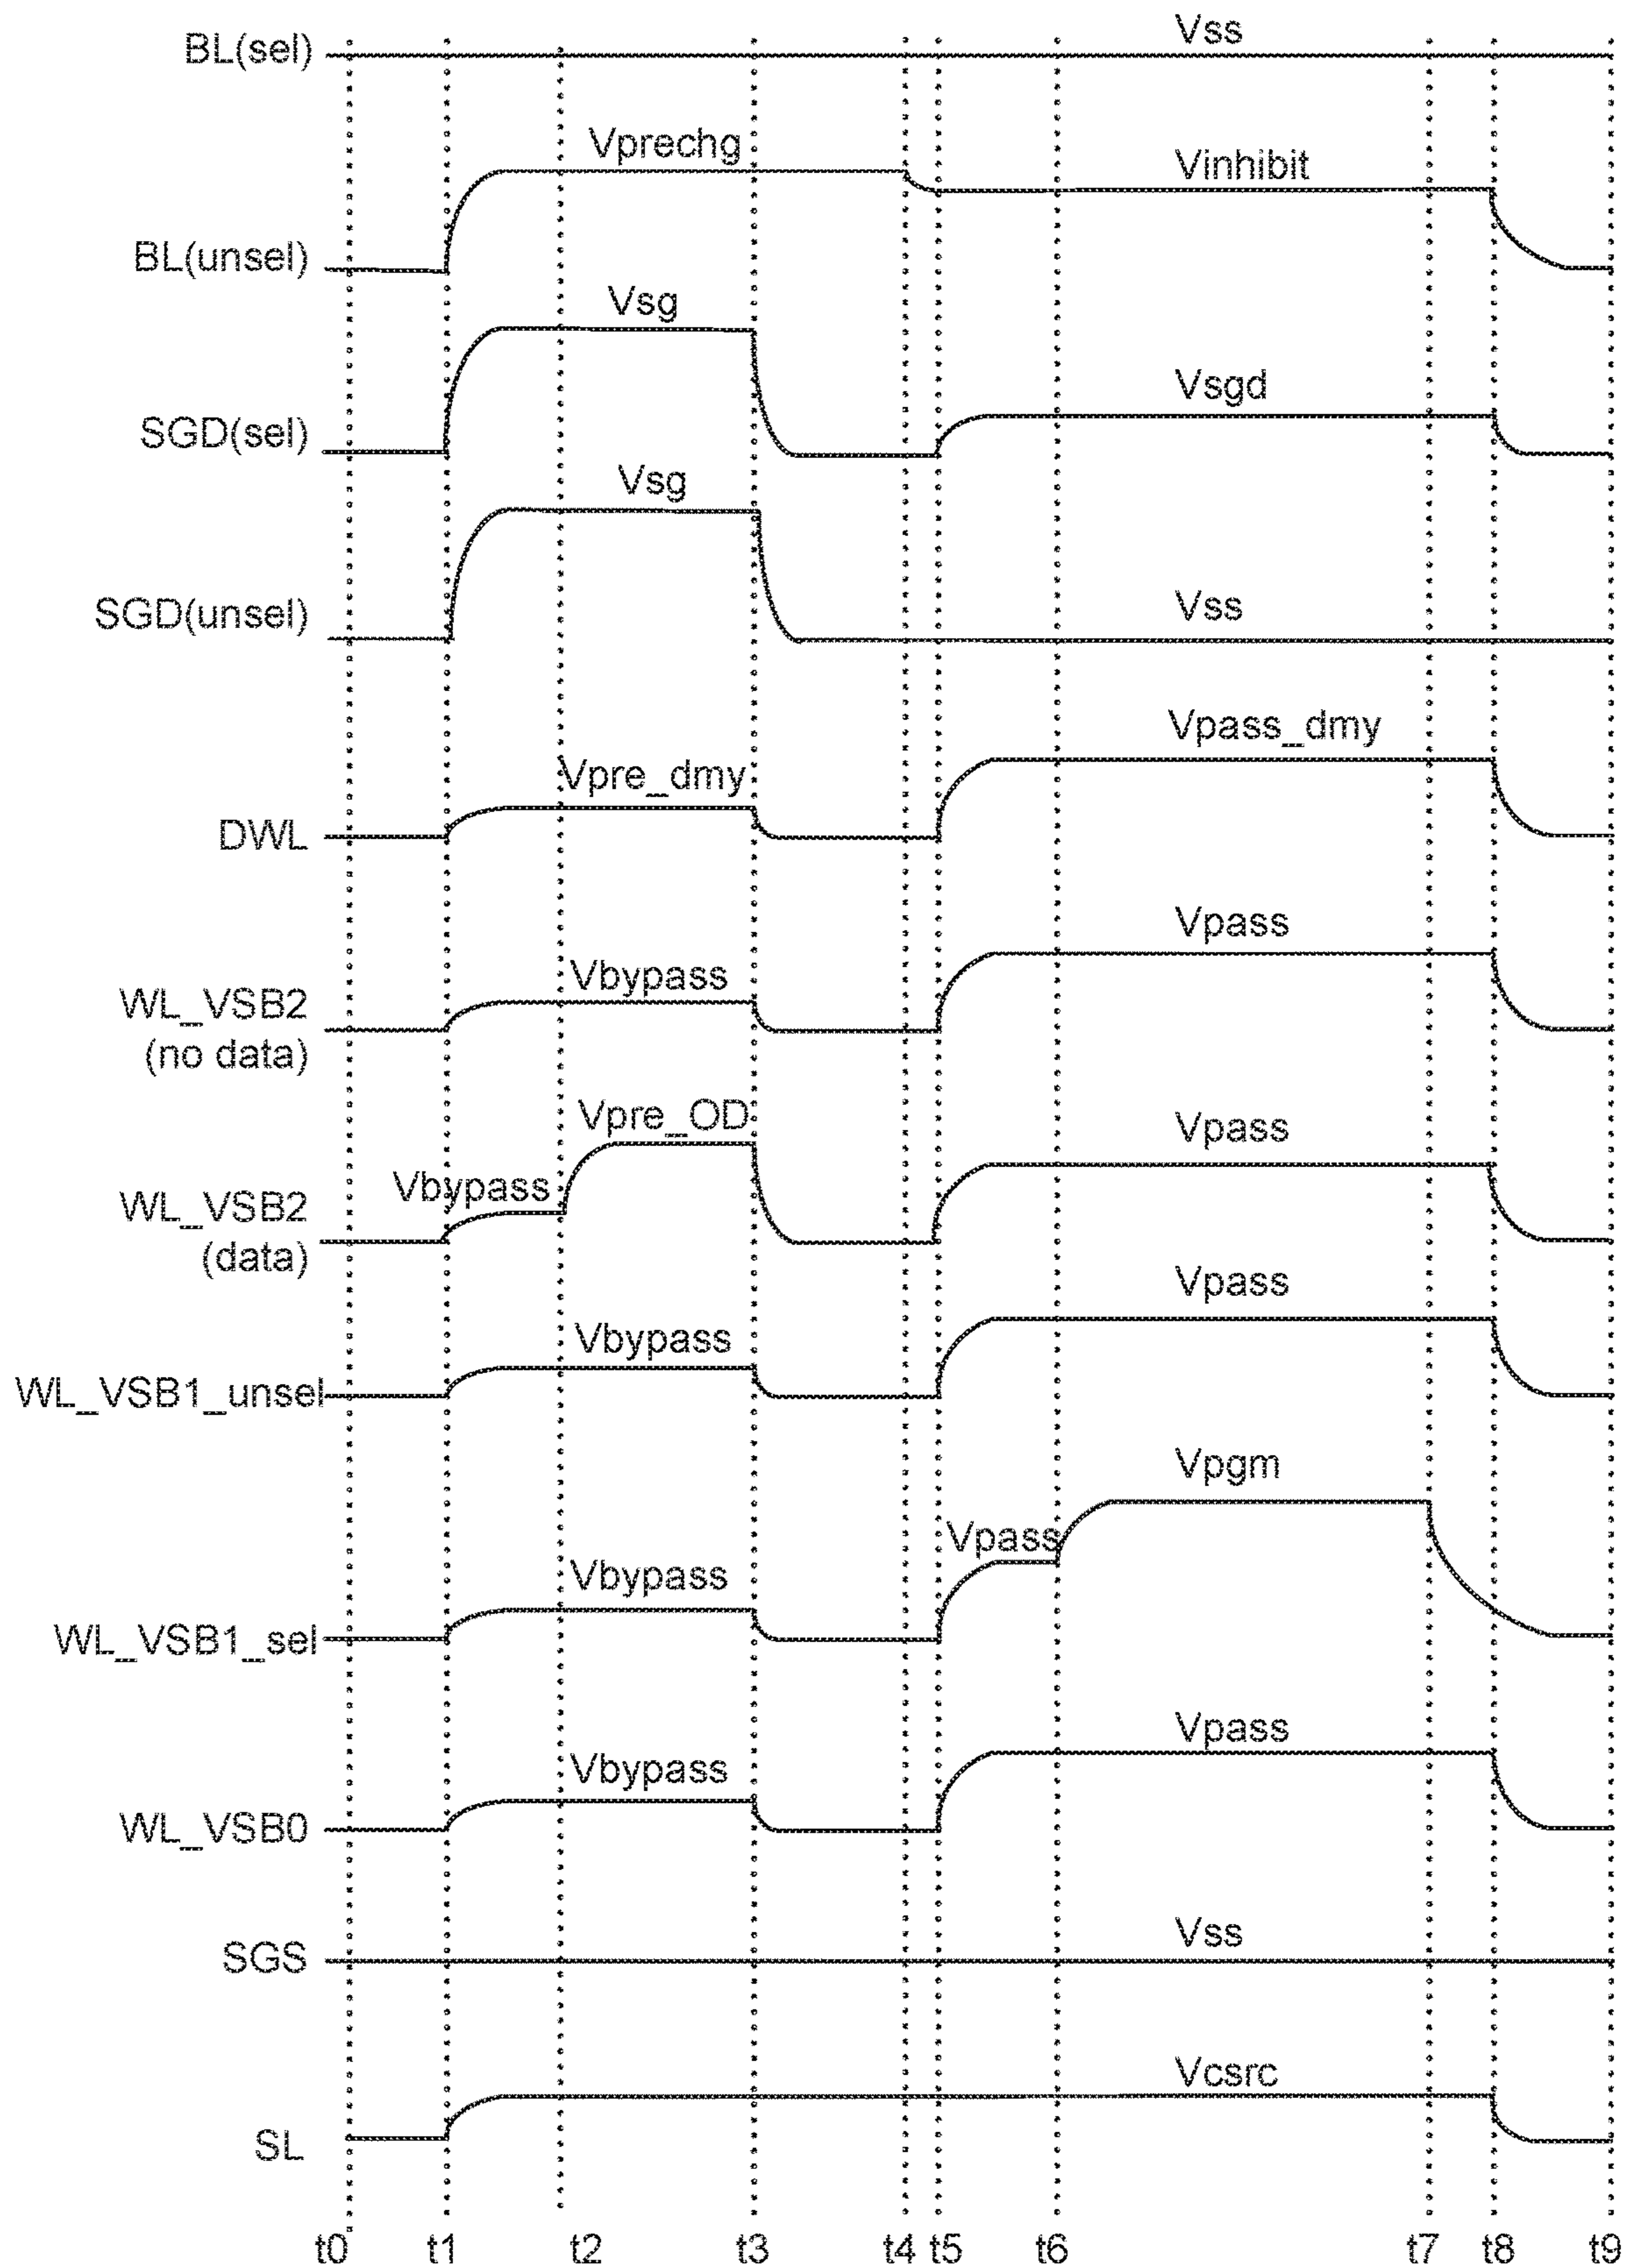 BL(sel)
Vss
BL(unsel)
Vprechg
Vinhibit
SGD(sel)
Vsg
Vsgd
SGD(unsel)
Vsg
Vss
DWL
Vpre_dmy
Vpass_dmy
WL_VSB2
(no data)
Vbypass
Vpass
WL_VSB2
(data)
Vbypass
Vpre_OD
Vpass
WL_VSB1_unsel
Vbypass
Vpass
WL_VSB1_sel
Vbypass
Vpass
Vpgm
WL_VSB0
Vbypass
Vpass
SGS
Vss
SL
Vcsrc
t0 t1 t2 t3 t4 t5 t6 t7 t8 t9